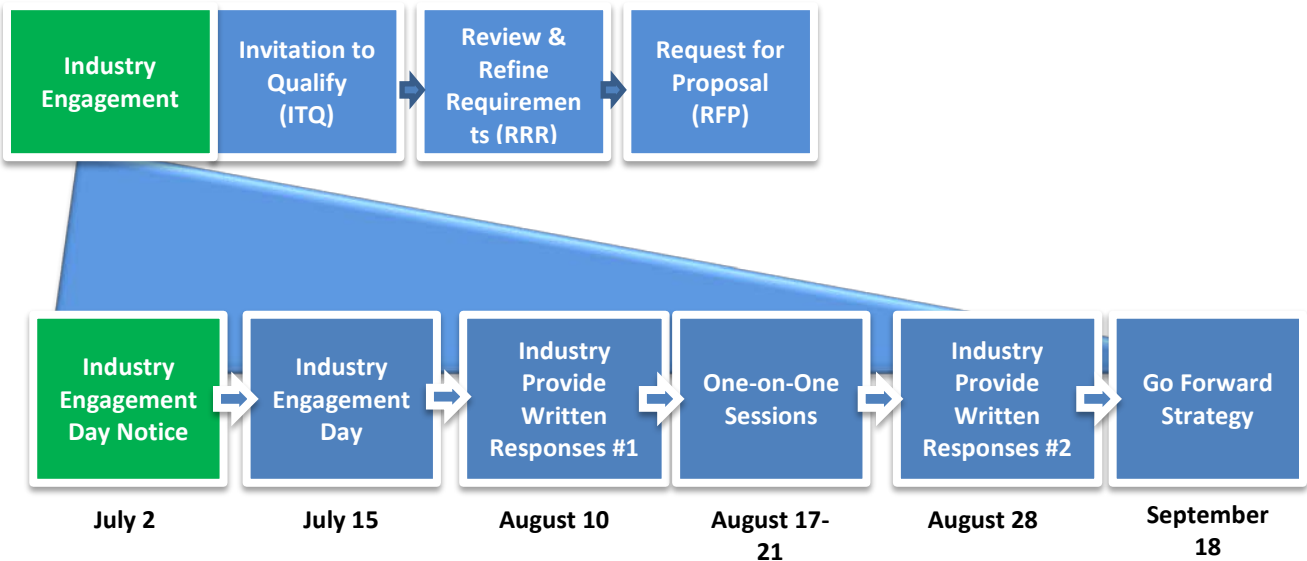 Industry
Engagement
Invitation to
Qualify
(ITQ)
Review &
Refine
Requiremen
ts (RRR)
Request for
Proposal
(RFP)
Industry
Engagement
Day Notice
Industry
Engagement
Day
Industry
Provide
Written
Responses #1
One-on-One
Sessions
Industry
Provide
Written
Responses #2
Go Forward
Strategy
July 2
July 15
August 10
August 17-
21
August 28
September
18